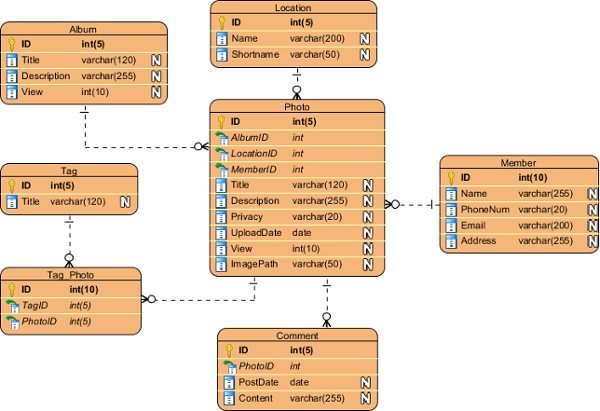 Location
ID int(5)
Name varchar(200) N
Shortname varchar(50) N
Album
ID int(5)
Title varchar(120) N
Description varchar(255) N
View int(10) N
Photo
ID int(5)
AlbumID int
LocationID int
MemberID int
Title varchar(120) N
Description varchar(255) N
Privacy varchar(20) N
UploadDate date N
View int(10) N
ImagePath varchar(50) N
Tag
ID int(5)
Title varchar(120) N
Member
ID int(10)
Name varchar(255) N
PhoneNum varchar(20) N
Email varchar(200) N
Address varchar(255) N
Tag_Photo
ID int(10)
TagID int(5)
PhotoID int(5)
Comment
ID int(5)
PhotoID int
PostDate date N
Content varchar(255) N